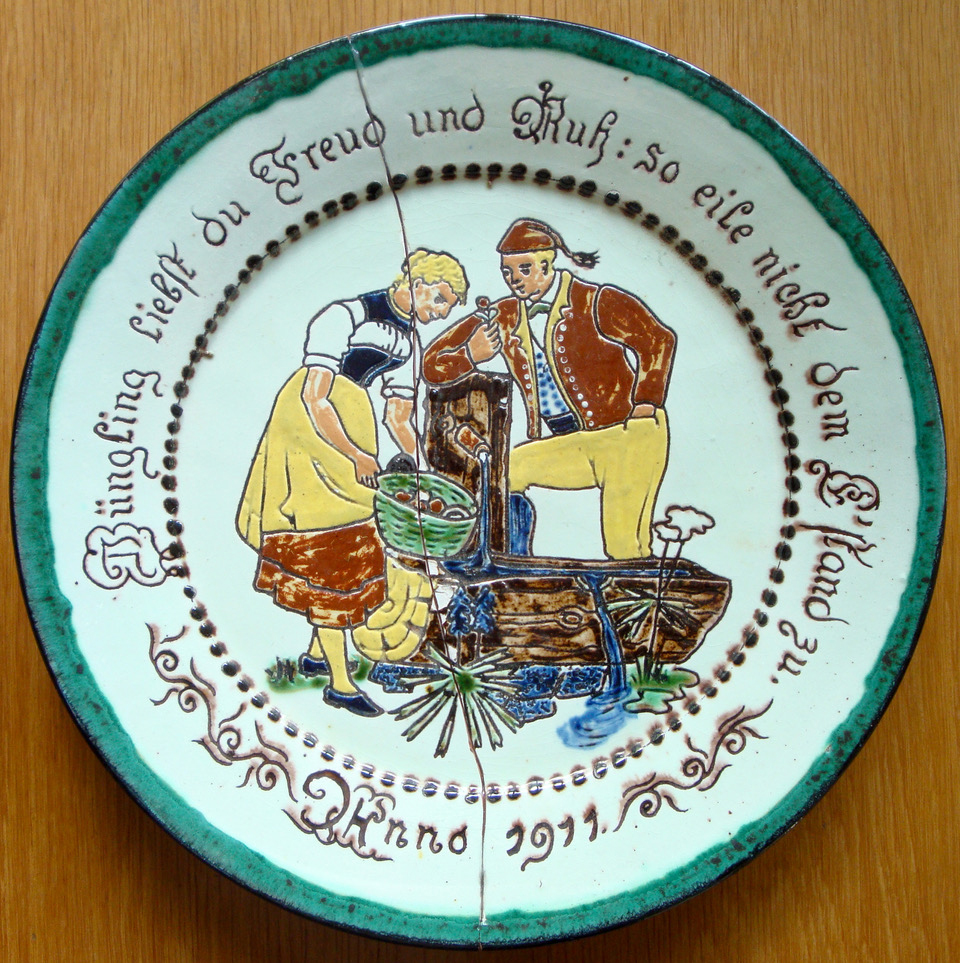 Jüngling liebst du Freud und Ruh: so eile nicht dem E'stand zu.
Anno 1911.